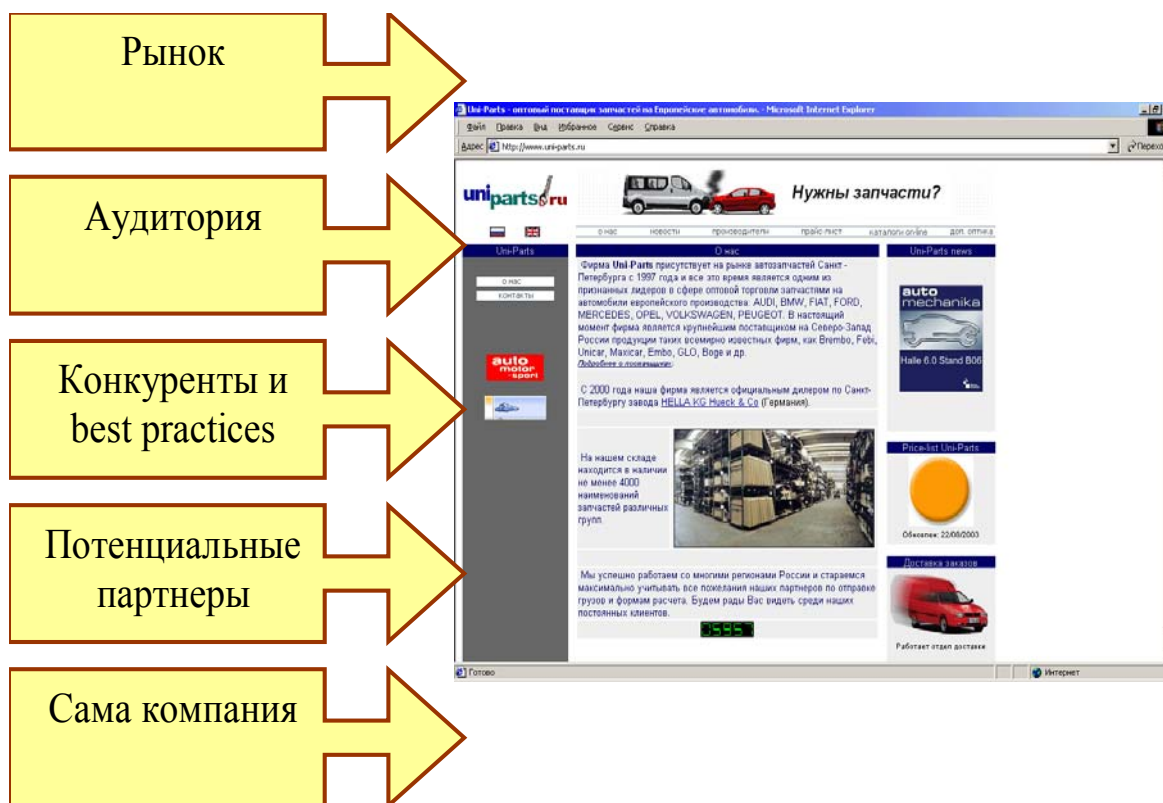 Рынок
Аудитория
Конкуренты и
best practices
Потенциальные
партнеры
Сама компания
Uni-Parts - оптовый поставщик запчастей на Европейские автомобили. - Microsoft Internet Explorer
Файл Правка Вид Избранное Сервис Справка
Адрес http://www.uni-parts.ru Перехо
uniparts.ru
Нужны запчасти?
о нас новости производители прайс-лист каталоги online доп. оптика
Uni-Parts
о нас
контакты
auto
motor
sport
О нас
Фирма Uni-Parts присутствует на рынке автозапчастей Санкт -
Петербурга с 1997 года и все это время является одним из
признанных лидеров в сфере оптовой торговли запчастями на
автомобили европейского производства: AUDI, BMW, FIAT, FORD,
MERCEDES, OPEL, VOLKSWAGEN, PEUGEOT. В настоящий
момент фирма является крупнейшим поставщиком на Северо-Запад
России продукции таких всемирно известных фирм, как Brembo, Febi,
Unicar, Maxicar, Embo, GLO, Boge и др.
Подробнее о поставщиках.
С 2000 года наша фирма является официальным дилером по Санкт-
Петербургу завода HELLA KG Hueck & Co (Германия).
На нашем складе
находится в наличии
не менее 4000
наименований
запчастей различных
групп.
Мы успешно работаем со многими регионами России и стараемся
максимально учитывать все пожелания наших партнеров по отправке
грузов и формам расчета. Будем рады Вас видеть среди наших
постоянных клиентов.
05957
Uni-Parts news
auto
mechanika
Halle 6.0 Stand B06
Price-list Uni-Parts
Обновлен: 22/08/2003
Доставка заказов
Работает отдел доставки
Готово
Интернет